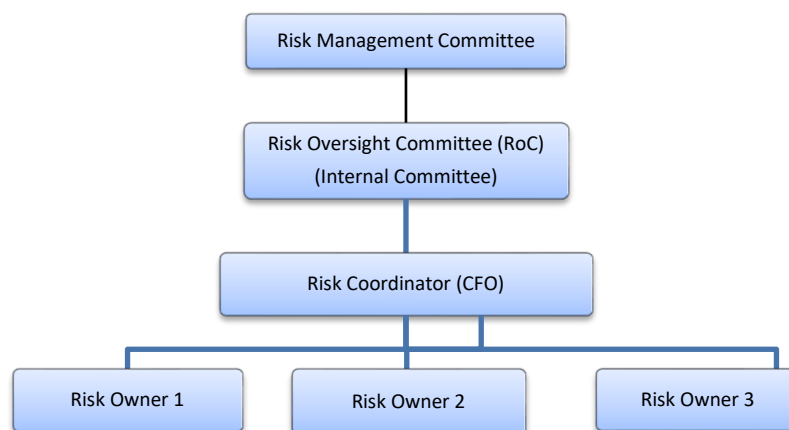 Risk Management Committee
Risk Oversight Committee (RoC)
(Internal Committee)
Risk Coordinator (CFO)
Risk Owner 1
Risk Owner 2
Risk Owner 3